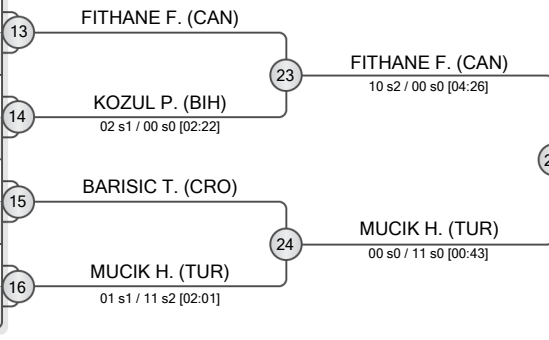 13
FITHANE F. (CAN)
23
FITHANE F. (CAN)
10 s2 / 00 s0 [04:26]
14
KOZUL P. (BIH)
02 s1 / 00 s0 [02:22]
15
BARISIC T. (CRO)
24
MUCIK H. (TUR)
00 s0 / 11 s0 [00:43]
16
MUCIK H. (TUR)
01 s1 / 11 s2 [02:01]